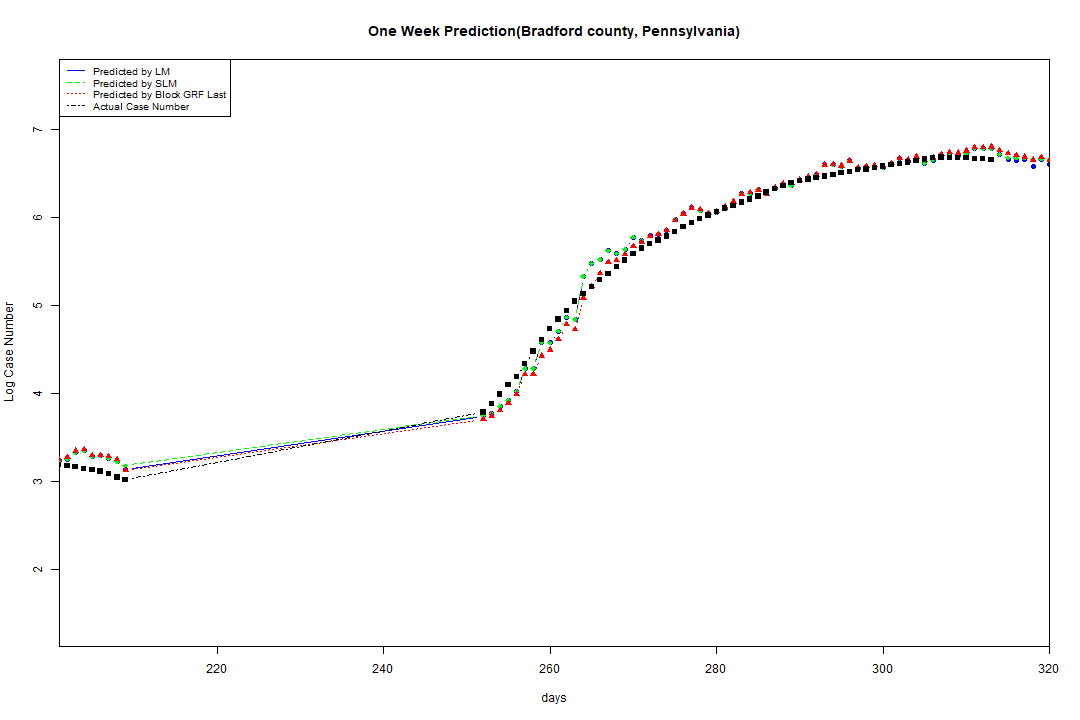 One Week Prediction(Bradford county, Pennsylvania)
Predicted by LM
Predicted by SLM
Predicted by Block GRF Last
Actual Case Number
7
6
5
4
3
2
Log Case Number
220 240 260 280 300 320
days